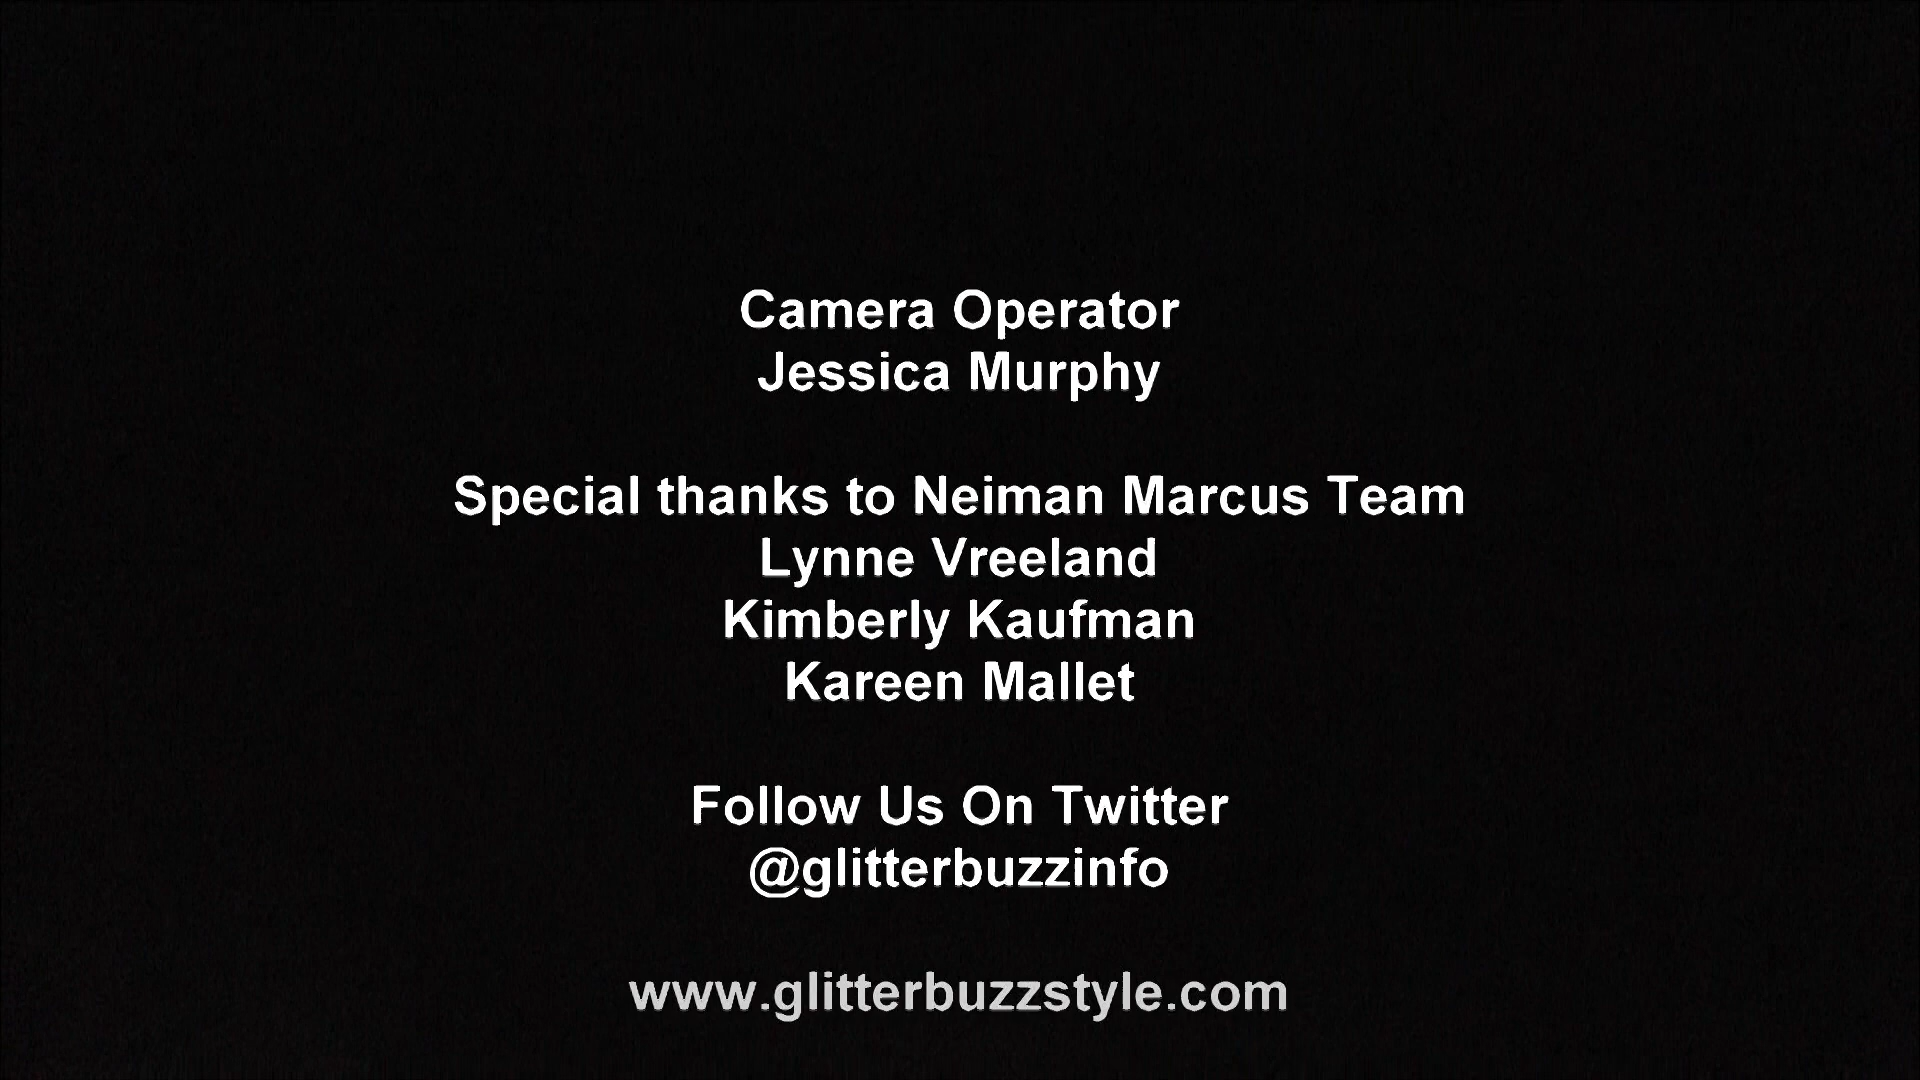 Camera Operator
Jessica Murphy
Special thanks to Neiman Marcus Team
Lynne Vreeland
Kimberly Kaufman
Kareen Mallet
Follow Us On Twitter
@glitterbuzzinfo
www.glitterbuzzstyle.com